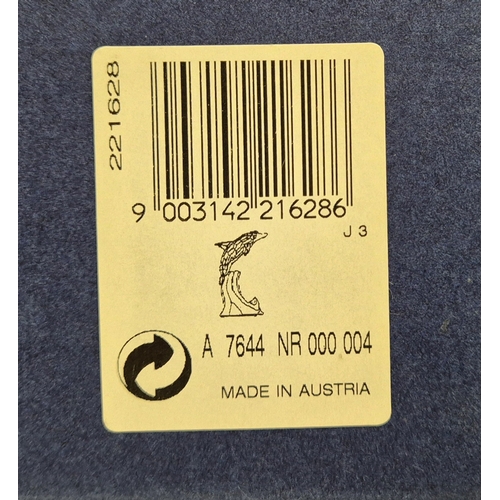 221628
9 003142 216286
J 3
A 7644 NR 000 004
MADE IN AUSTRIA